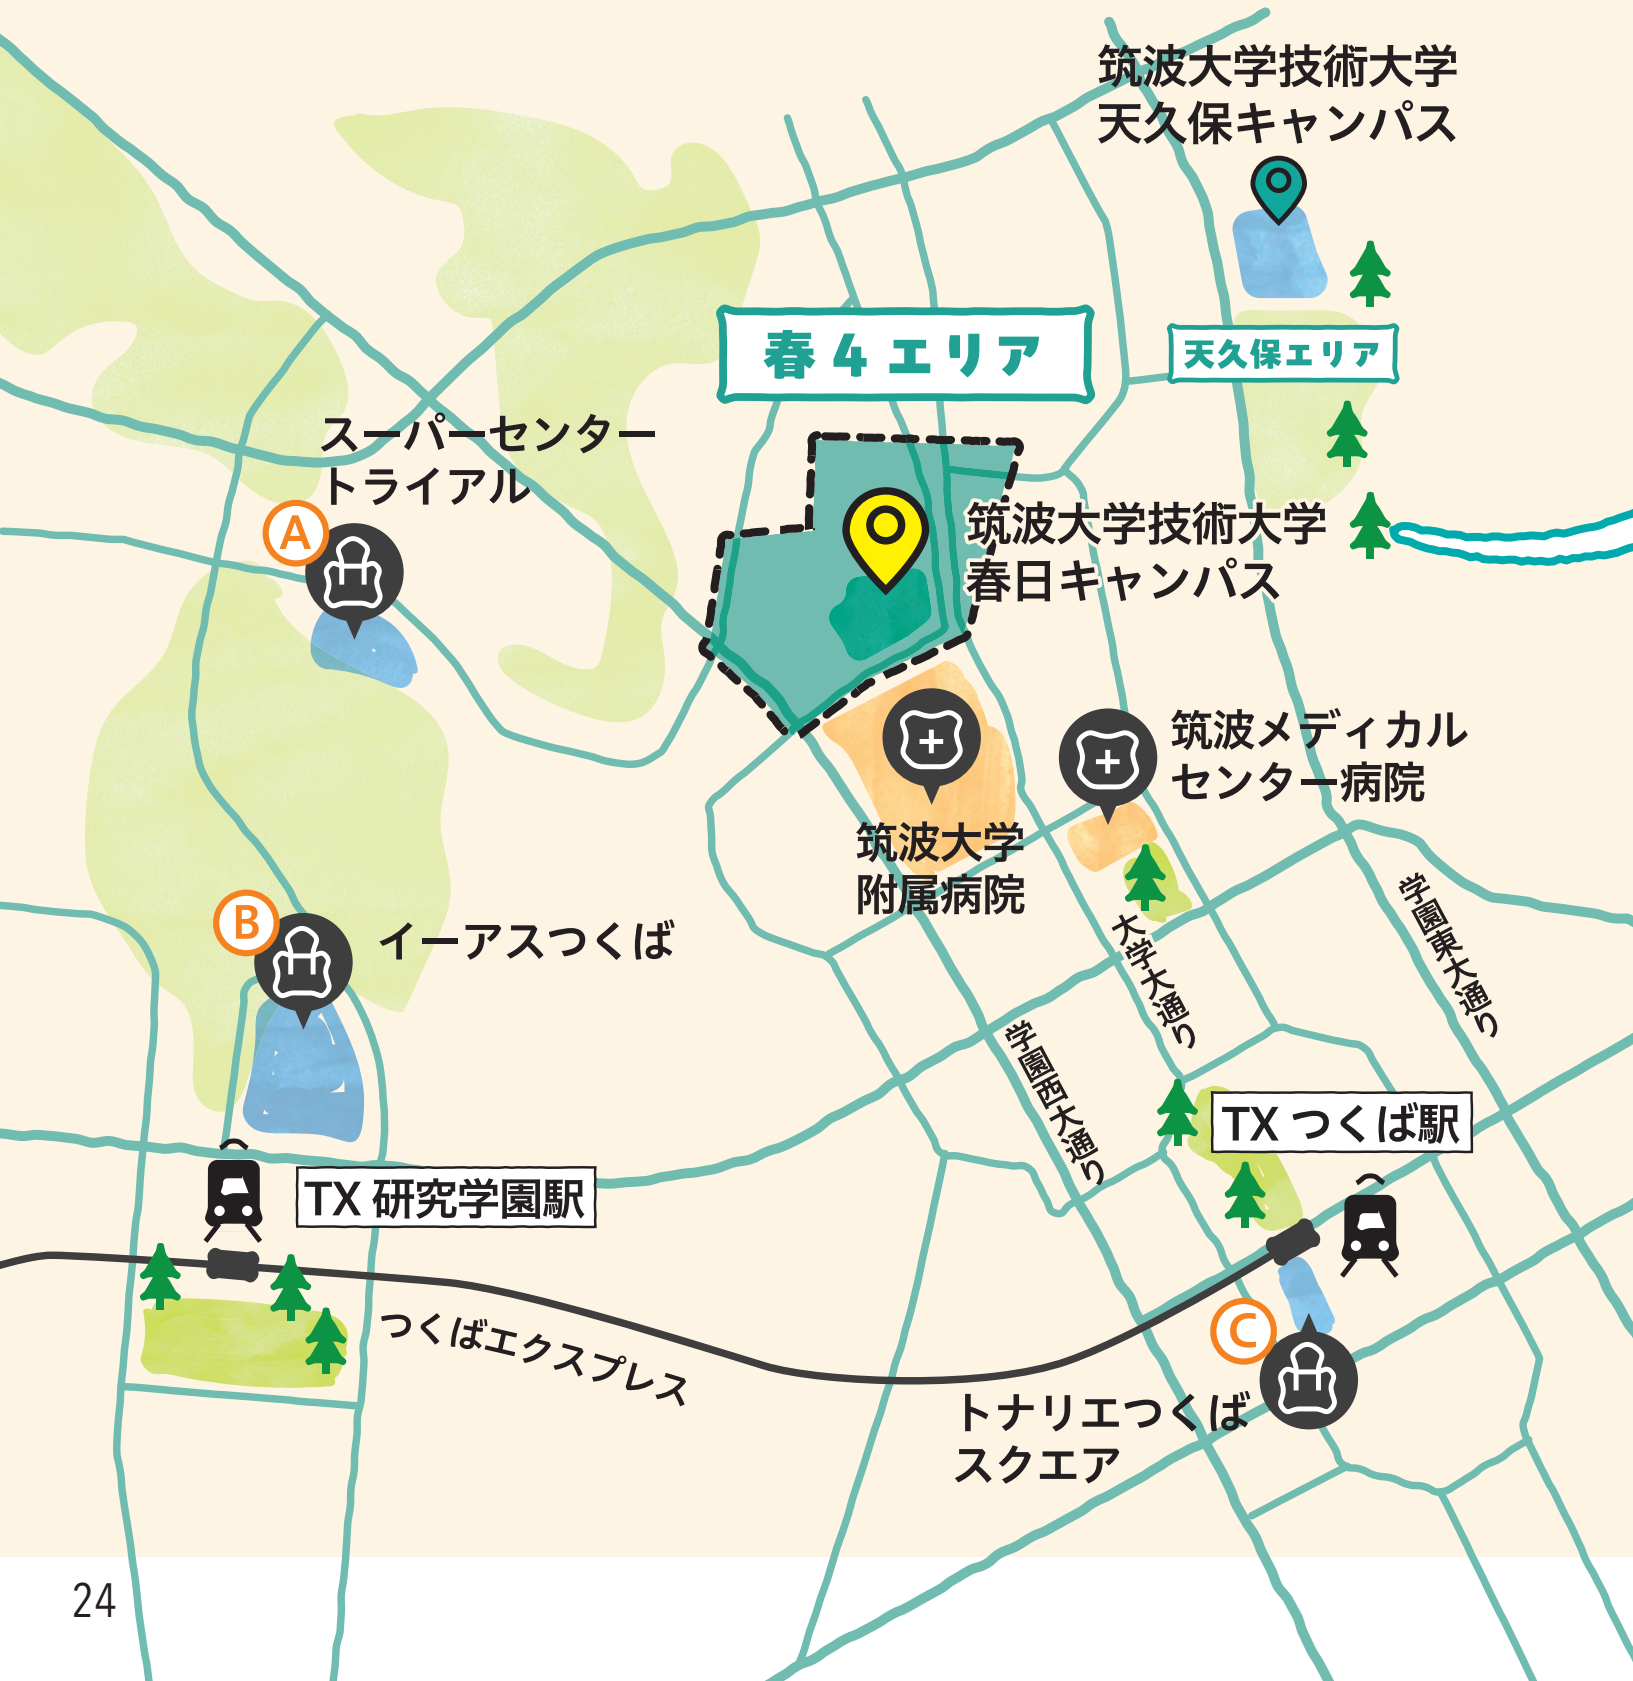 筑波大学技術大学
天久保キャンパス
春4エリア
天久保エリア
スーパーセンター
トライアル
A
筑波大学技術大学
春日キャンパス
筑波メディカル
センター病院
筑波大学
附属病院
B
イーアスつくば
学園東大通り
大学大通り
学園西大通り
TX つくば駅
TX 研究学園駅
つくばエクスプレス
C
トナリエつくば
スクエア
24